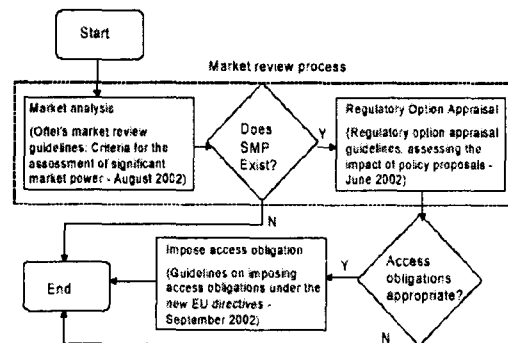 Start
Market review process
Market analysis
(Oftel's market review
guidelines: Criteria for the
assessment of significant
market power - August 2002)
Does
SMP
Exist?
Y
Regulatory Option Appraisal
(Regulatory option appraisal
guidelines: assessing the
impact of policy proposals -
June 2002)
N
Impose access obligation
(Guidelines on imposing
access obligations under the
new EU directives -
September 2002)
Y
Access
obligations
appropriate?
End
N